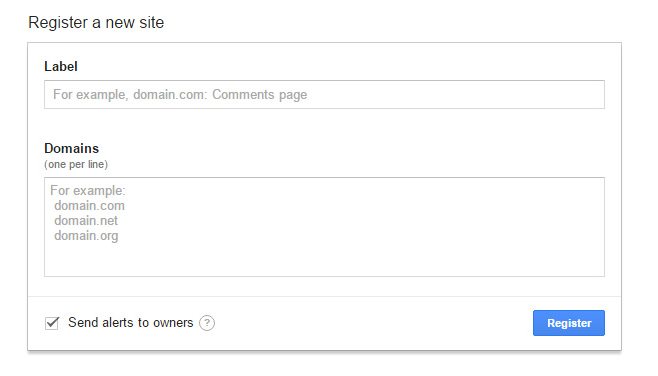 Register a new site
Label
For example, domain.com: Comments page
Domains
(one per line)
For example:
domain.com
domain.net
domain.org
Send alerts to owners ?
Register